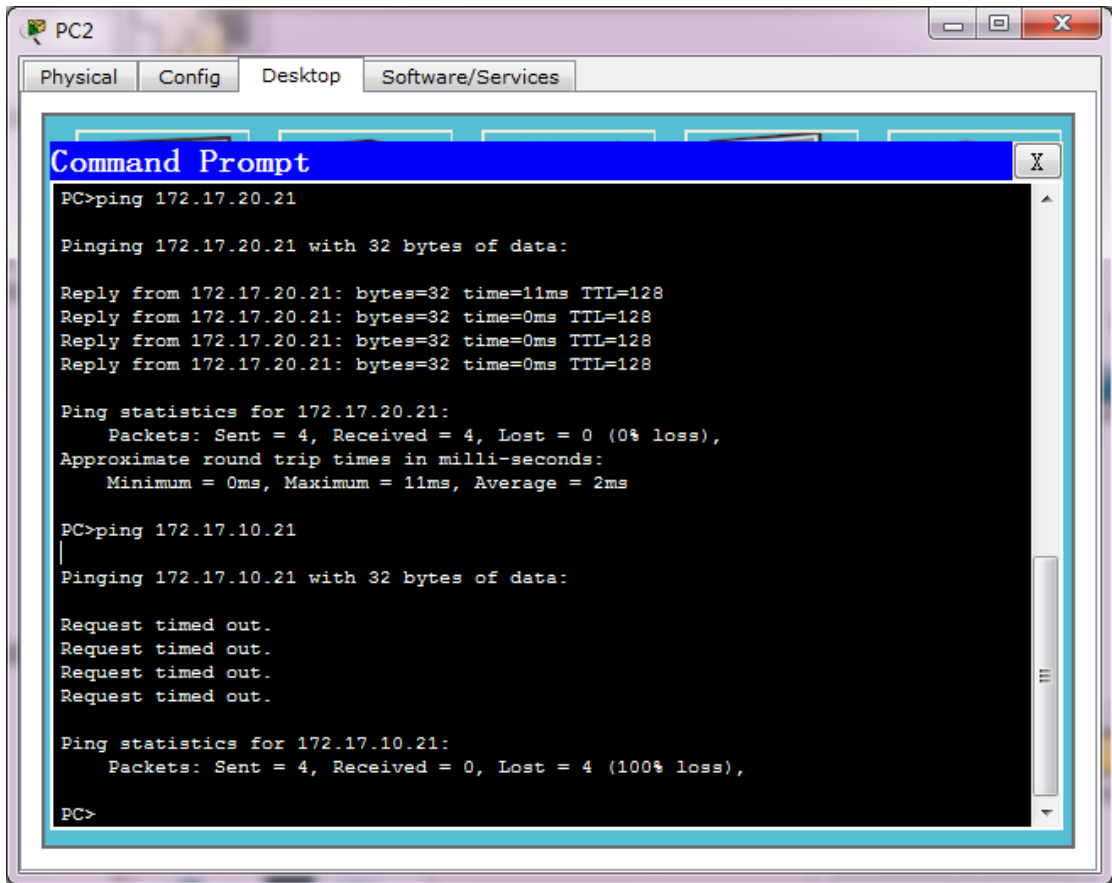 PC2
Physical Config Desktop Software/Services
Command Prompt X
PC>ping 172.17.20.21
Pinging 172.17.20.21 with 32 bytes of data:
Reply from 172.17.20.21: bytes=32 time=11ms TTL=128
Reply from 172.17.20.21: bytes=32 time=0ms TTL=128
Reply from 172.17.20.21: bytes=32 time=0ms TTL=128
Reply from 172.17.20.21: bytes=32 time=0ms TTL=128
Ping statistics for 172.17.20.21:
Packets: Sent = 4, Received = 4, Lost = 0 (0% loss),
Approximate round trip times in milli-seconds:
Minimum = 0ms, Maximum = 11ms, Average = 2ms
PC>ping 172.17.10.21
Pinging 172.17.10.21 with 32 bytes of data:
Request timed out.
Request timed out.
Request timed out.
Request timed out.
Ping statistics for 172.17.10.21:
Packets: Sent = 4, Received = 0, Lost = 4 (100% loss),
PC>